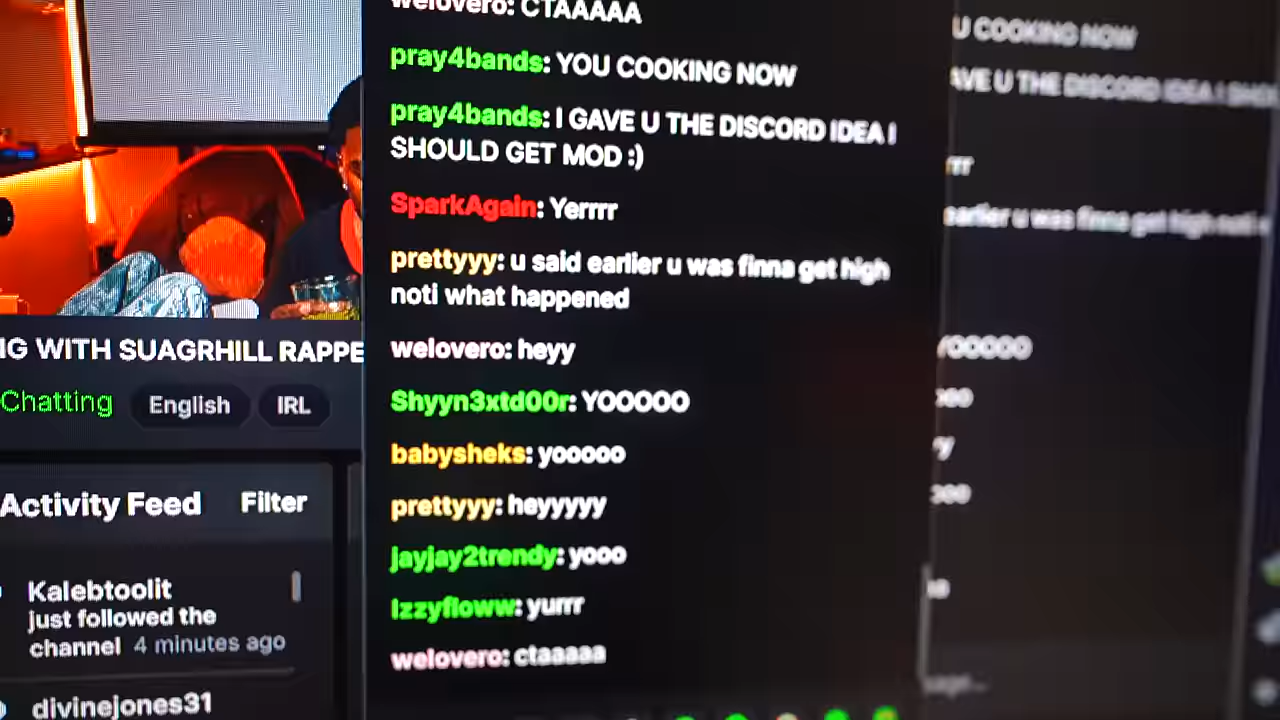 welovero: CTAAAAA
pray4bands: YOU COOKING NOW
pray4bands: I GAVE U THE DISCORD IDEA I
SHOULD GET MOD :)
SparkAgain: Yerrrr
prettyyy: u said earlier u was finna get high
noti what happened
welovero: heyy
Shyyn3xtd00r: YOOOOO
babysheks: yooooo
prettyyy: heyyyyy
jayjay2trendy: yooo
Izzyfloww: yurrr
welovero: ctaaaaa
IG WITH SUAGRHILL RAPPE
Chatting
English
IRL
Activity Feed
Filter
Kalebtoolit
just followed the
channel 4 minutes ago
divinejones31
U COOKING NOW
AVE U THE DISCORD IDEA I SHO
rrr
earlier u was finna get high noti
YOOOOO